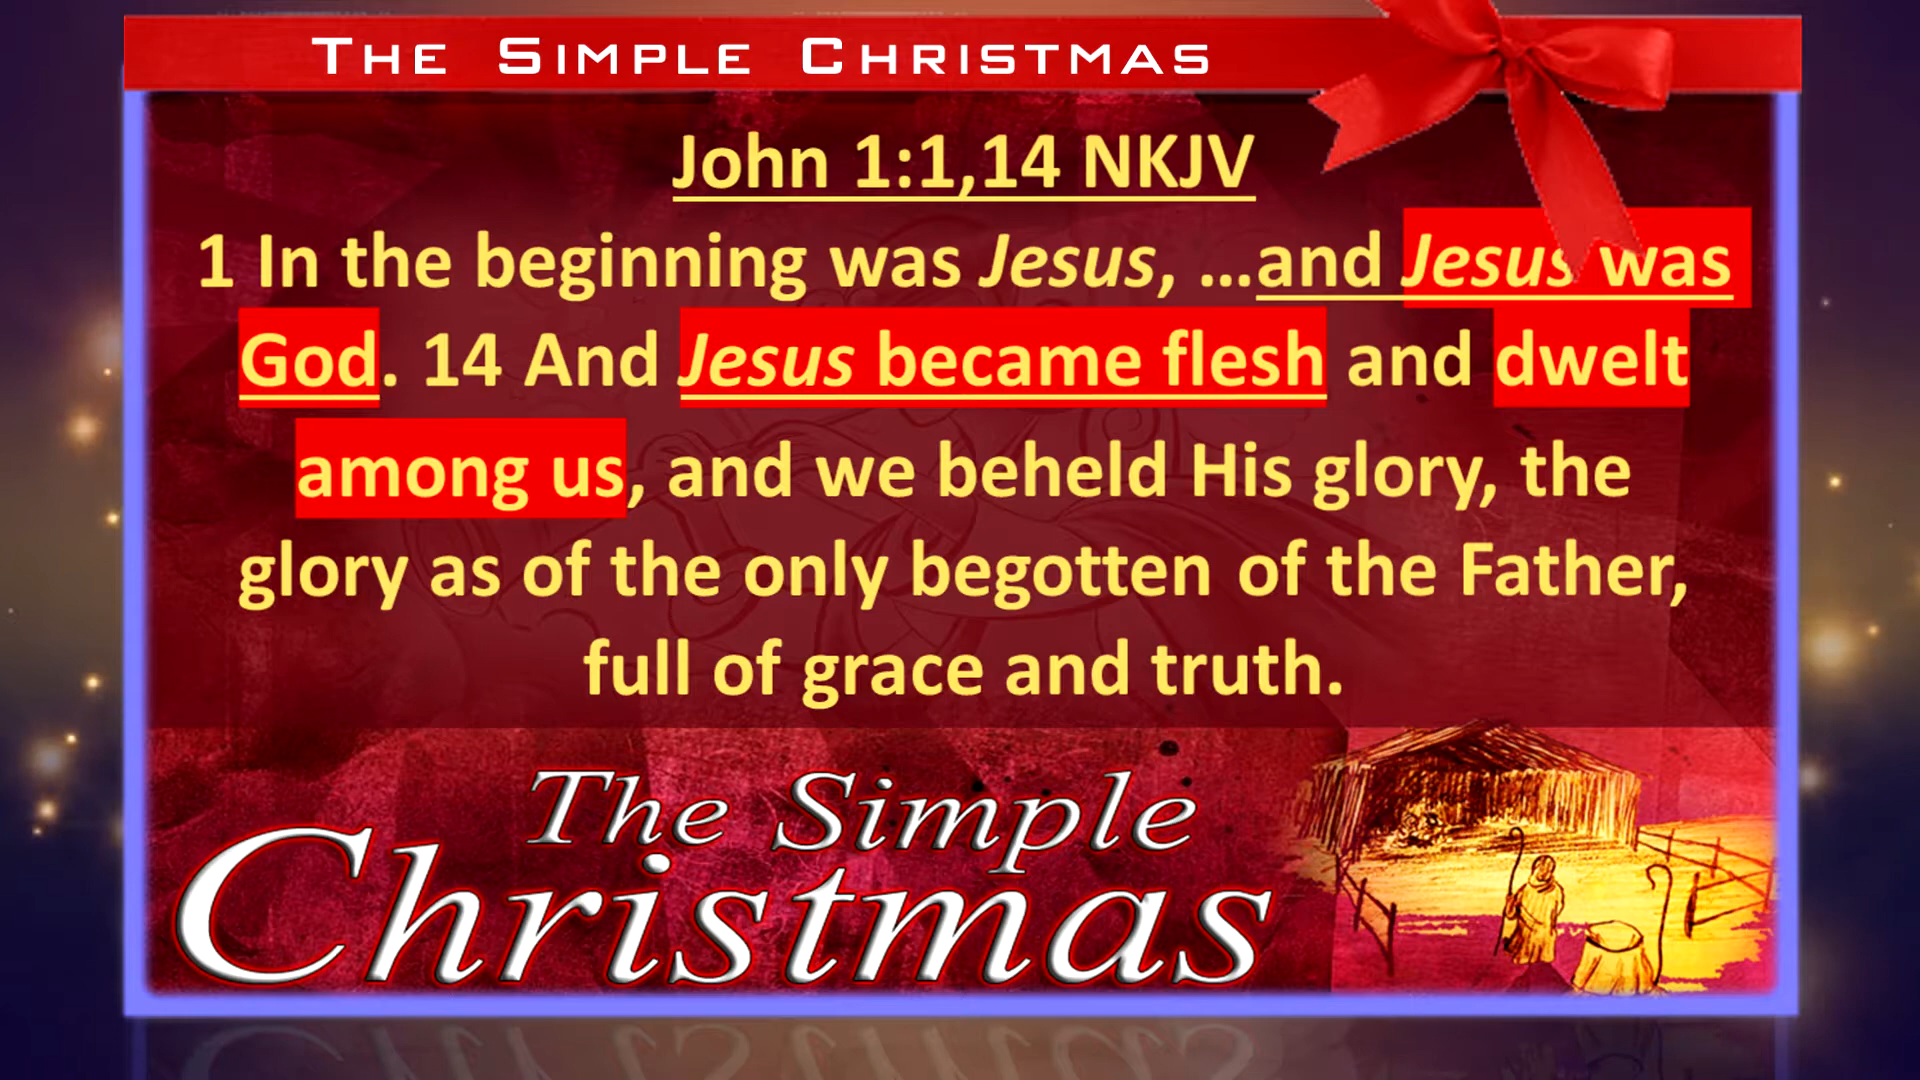 The Simple Christmas
John 1:1,14 NKJV
1 In the beginning was Jesus, …and Jesus was
God. 14 And Jesus became flesh and dwelt
among us, and we beheld His glory, the
glory as of the only begotten of the Father,
full of grace and truth.
The Simple
Christmas